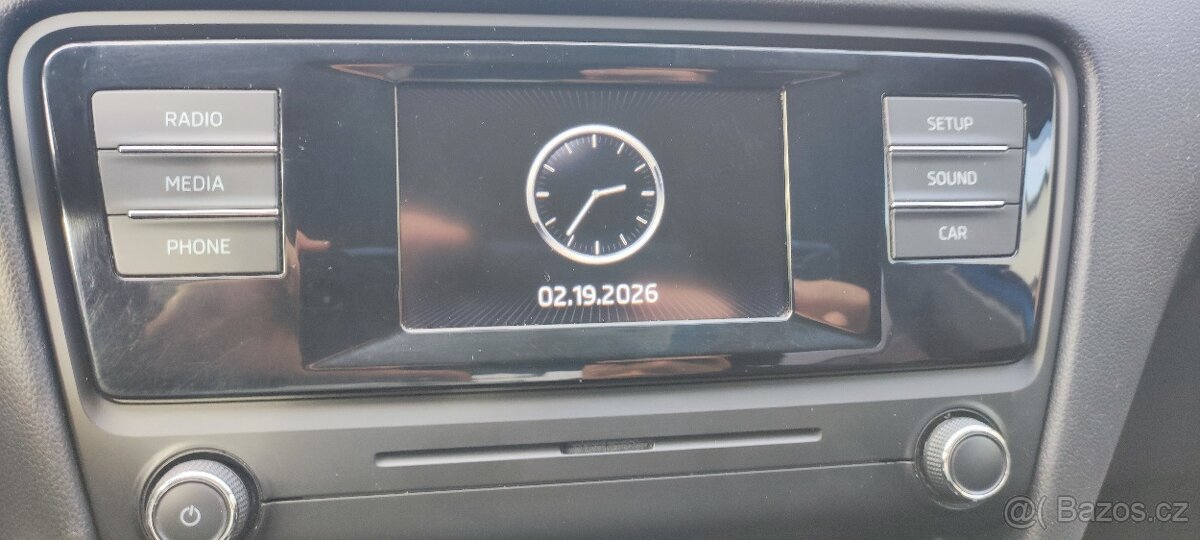 RADIO
MEDIA
PHONE
02.19.2026
SETUP
SOUND
CAR
@( Bazos.cz